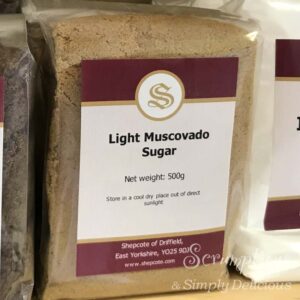 S
Light Muscovado
Sugar
Net weight: 500g
Store in a cool dry place out of direct
sunlight
Shepcote of Driffield,
East Yorkshire, YO25 9DJ
www.shepcote.com
Scrumptious
& Simply Delicious